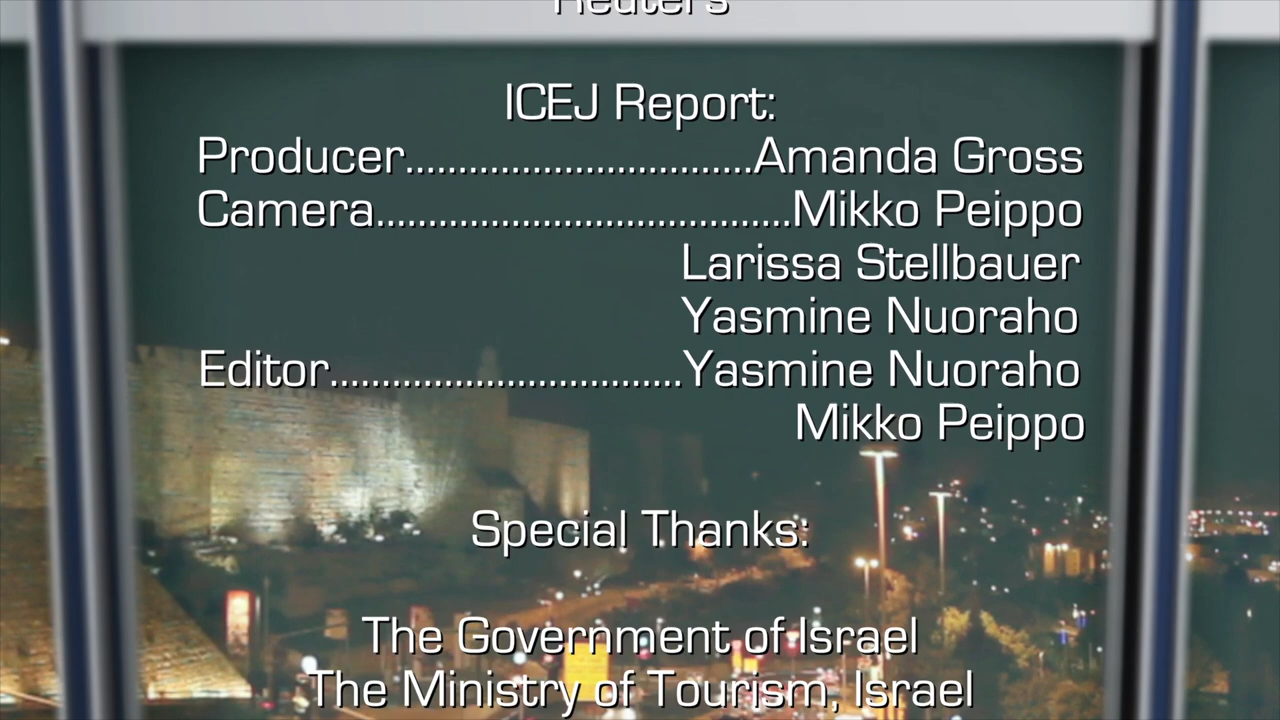 Reuters
ICEJ Report:
Producer.................................Amanda Gross
Camera........................................Mikko Peippo
Larissa Stellbauer
Yasmine Nuoraho
Editor..................................Yasmine Nuoraho
Mikko Peippo
Special Thanks:
The Government of Israel
The Ministry of Tourism, Israel